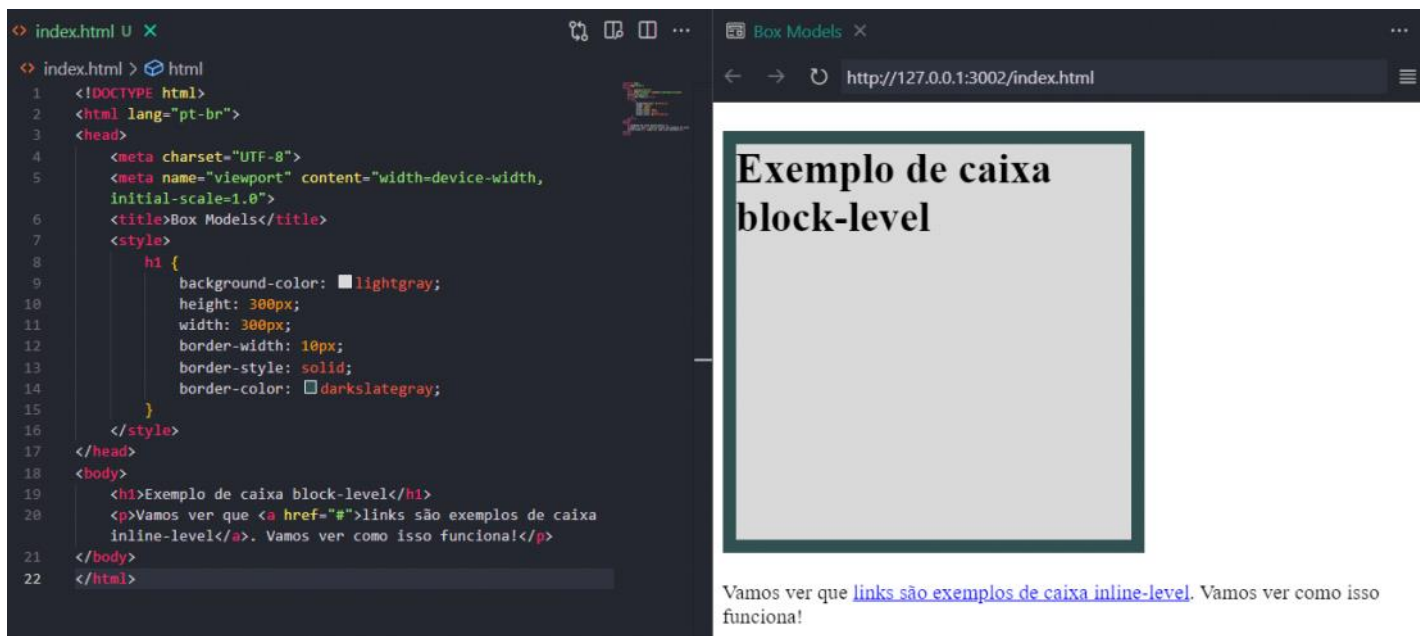 index.html U
index.html > html
1 <!DOCTYPE html>
2 <html lang="pt-br">
3 <head>
4 <meta charset="UTF-8">
5 <meta name="viewport" content="width=device-width,
initial-scale=1.0">
6 <title>Box Models</title>
7 <style>
8 h1 {
9 background-color: lightgray;
10 height: 300px;
11 width: 300px;
12 border-width: 10px;
13 border-style: solid;
14 border-color: darkslategray;
15 }
16 </style>
17 </head>
18 <body>
19 <h1>Exemplo de caixa block-level</h1>
20 <p>Vamos ver que <a href="#">links são exemplos de caixa
inline-level</a>. Vamos ver como isso funciona!</p>
21 </body>
22 </html>
Box Models
http://127.0.0.1:3002/index.html
Exemplo de caixa
block-level
Vamos ver que links são exemplos de caixa inline-level. Vamos ver como isso
funciona!